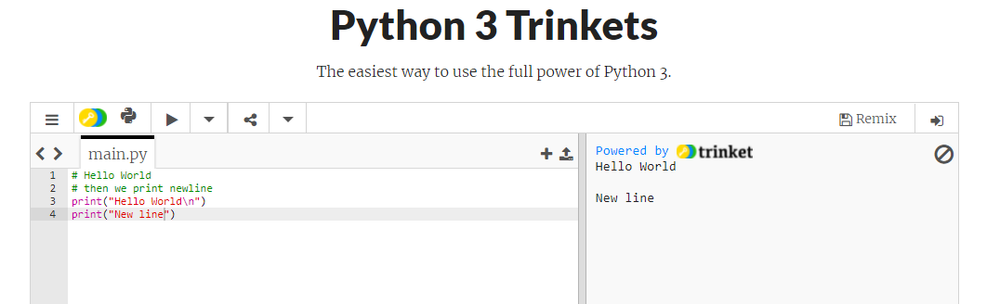 Python 3 Trinkets
The easiest way to use the full power of Python 3.
Remix
main.py
1 # Hello World
2 # then we print newline
3 print("Hello World\n")
4 print("New line")
Powered by trinket
Hello World
New line